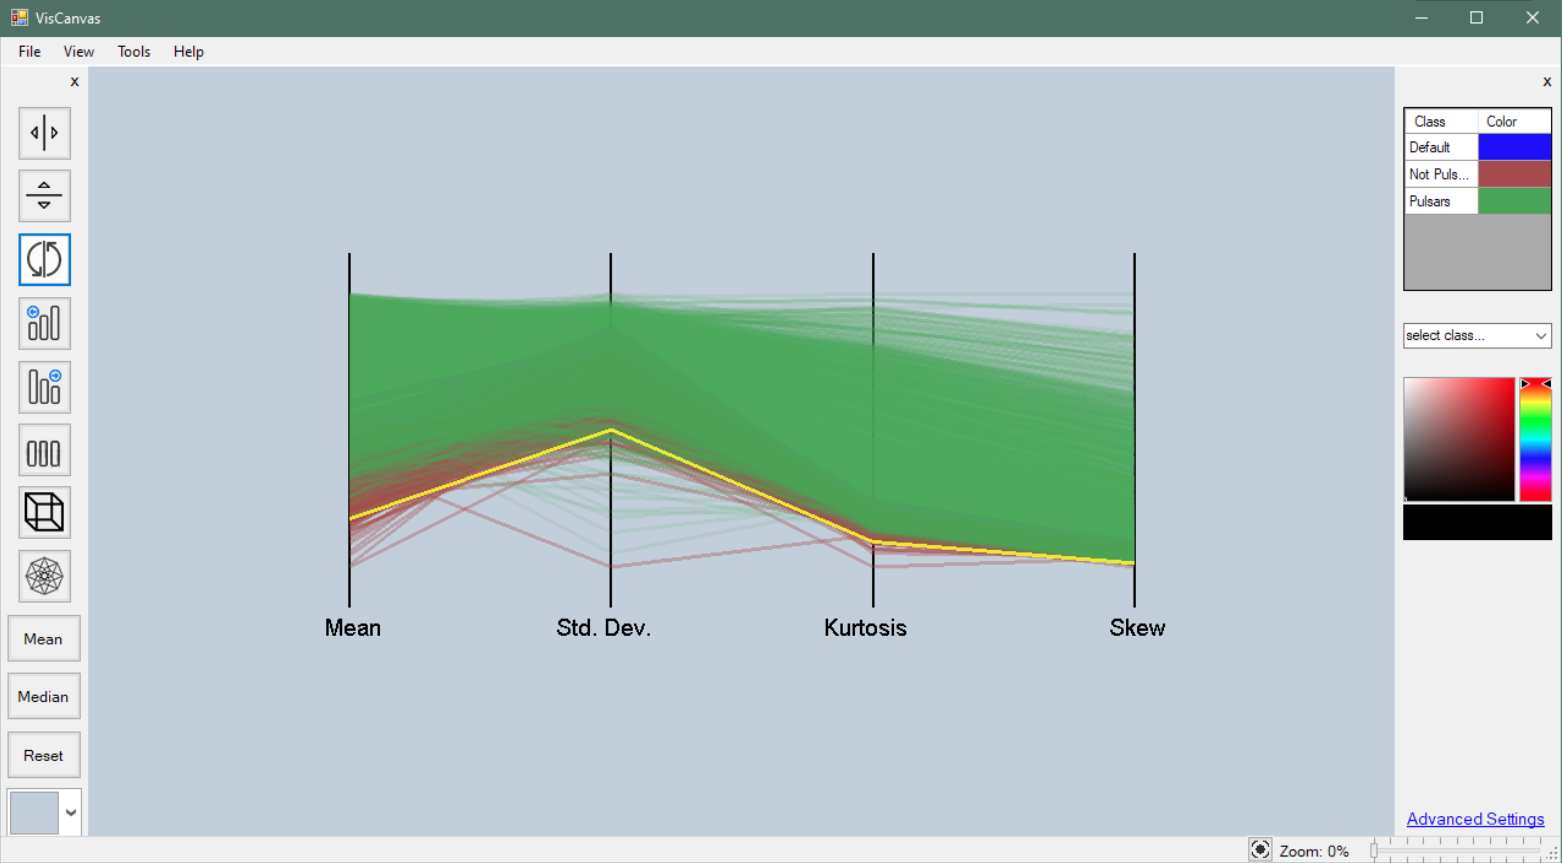 VisCanvas
File View Tools Help
x
x
Class Color
Default
Not Puls...
Pulsars
select class...
Mean Std. Dev. Kurtosis Skew
Mean
Median
Reset
Advanced Settings
Zoom: 0%